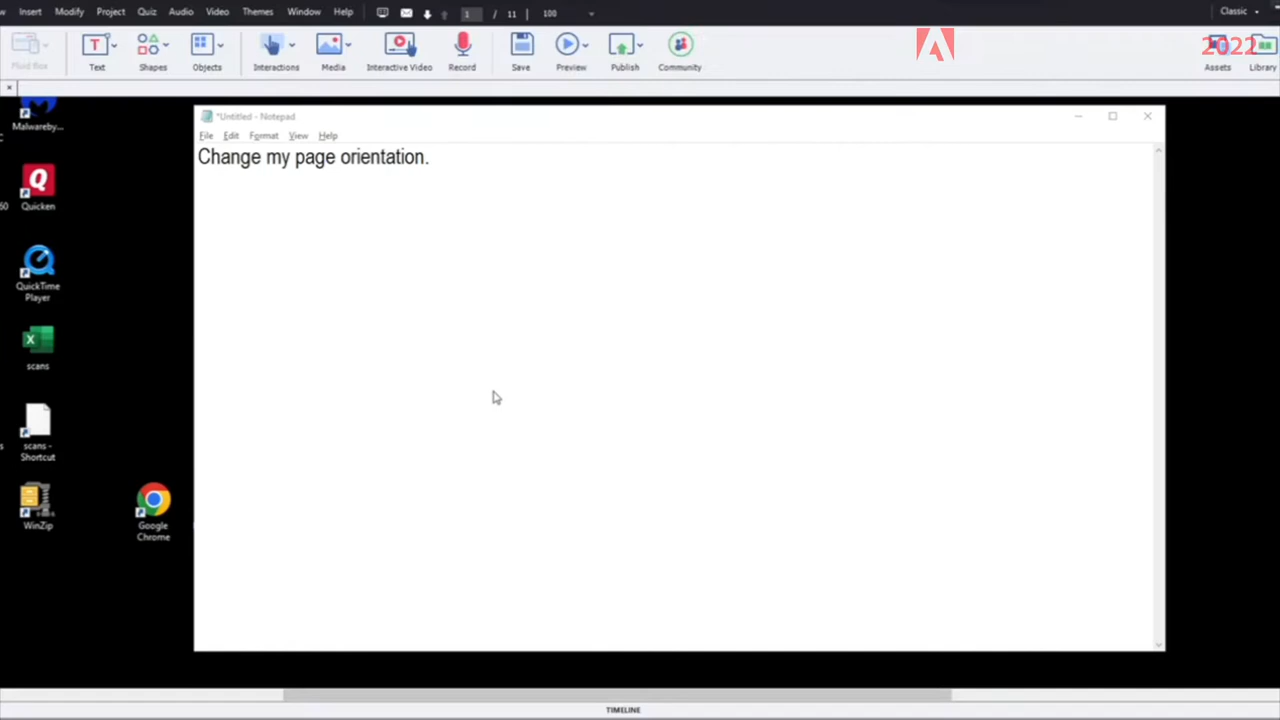 Insert Modify Project Quiz Audio Video Themes Window Help 1 / 11 100 Classic
Fluid Box Text Shapes Objects Interactions Media Interactive Video Record Save Preview Publish Community Assets Library
2022
Malwareby...
Quicken
QuickTime
Player
scans
scans -
Shortcut
WinZip
Google
Chrome
*Untitled - Notepad
File Edit Format View Help
Change my page orientation.
TIMELINE